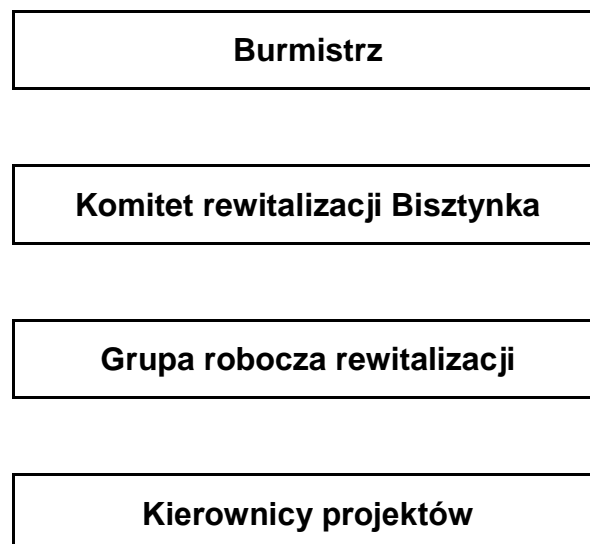 Burmistrz
Komitet rewitalizacji Bisztynka
Grupa robocza rewitalizacji
Kierownicy projektów